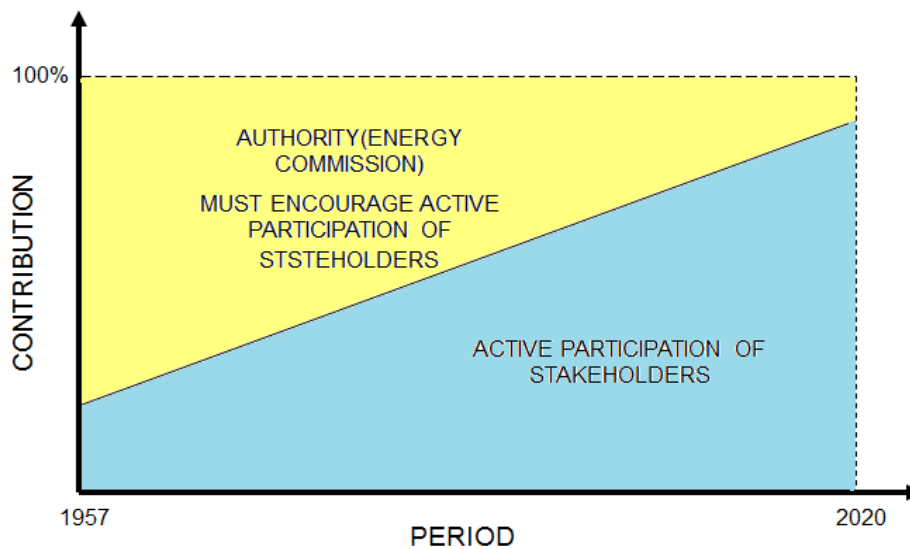 100%
AUTHORITY(ENERGY
COMMISSION)
MUST ENCOURAGE ACTIVE
PARTICIPATION OF
STSTEHOLDERS
CONTRIBUTION
ACTIVE PARTICIPATION OF
STAKEHOLDERS
1957
2020
PERIOD